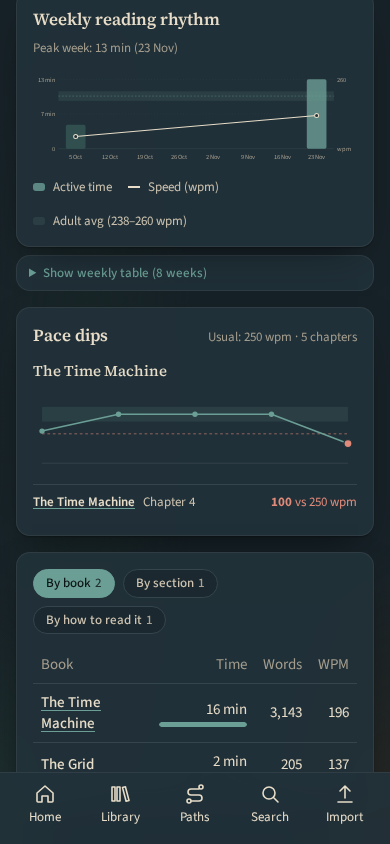 Weekly reading rhythm
Peak week: 13 min (23 Nov)
13 min
260
7 min
0
wpm
5 Oct 12 Oct 19 Oct 26 Oct 2 Nov 9 Nov 16 Nov 23 Nov
Active time Speed (wpm)
Adult avg (238–260 wpm)
Show weekly table (8 weeks)
Pace dips Usual: 250 wpm · 5 chapters
The Time Machine
The Time Machine Chapter 4 100 vs 250 wpm
By book 2 By section 1
By how to read it 1
Book Time Words WPM
The Time
Machine 16 min 3,143 196
The Grid 2 min 205 137
Home Library Paths Search Import